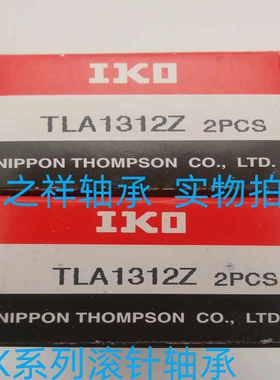 IKO
TLA1312Z 2PCS
NIPPON THOMPSON CO., LTD.
之祥轴承 实物拍
IKO
TLA1312Z 2PCS
NIPPON THOMPSON CO., LTD
系列滚针轴承